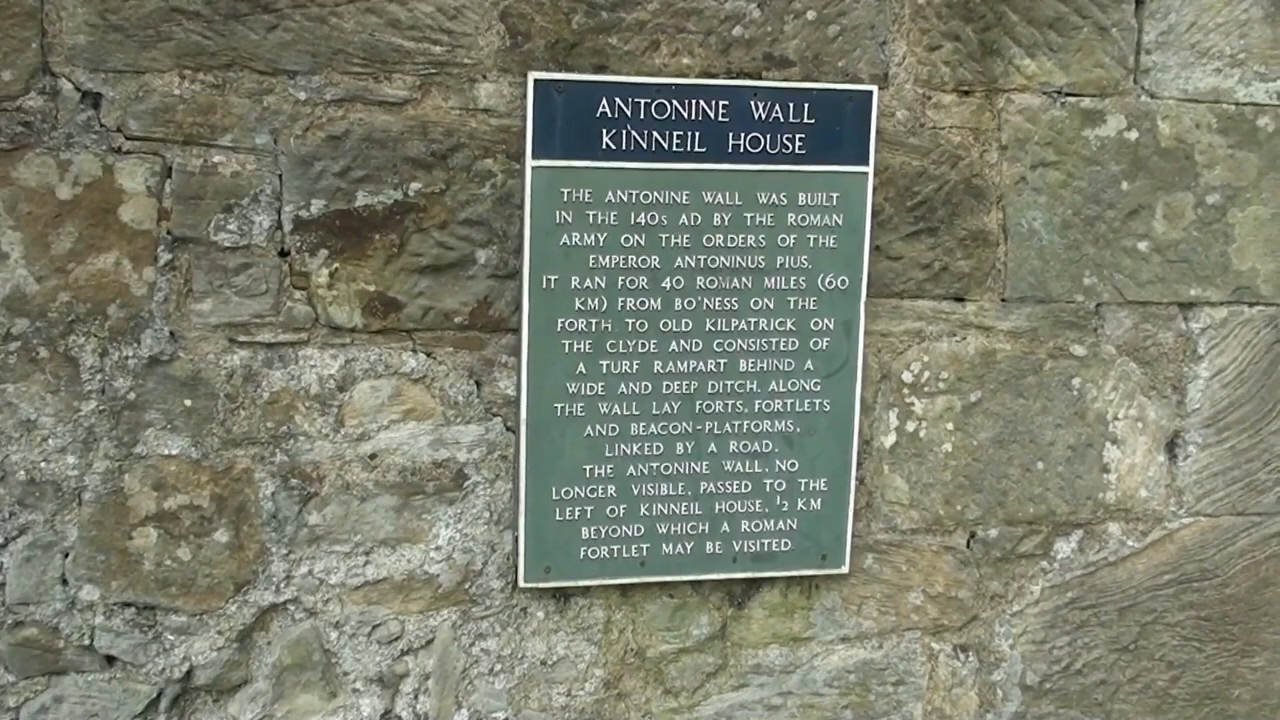 ANTONINE WALL
KINNEIL HOUSE
THE ANTONINE WALL WAS BUILT
IN THE 140s AD BY THE ROMAN
ARMY ON THE ORDERS OF THE
EMPEROR ANTONINUS PIUS.
IT RAN FOR 40 ROMAN MILES (60
KM) FROM BO'NESS ON THE
FORTH TO OLD KILPATRICK ON
THE CLYDE AND CONSISTED OF
A TURF RAMPART BEHIND A
WIDE AND DEEP DITCH. ALONG
THE WALL LAY FORTS, FORTLETS
AND BEACON-PLATFORMS,
LINKED BY A ROAD.
THE ANTONINE WALL, NO
LONGER VISIBLE, PASSED TO THE
LEFT OF KINNEIL HOUSE, ½ KM
BEYOND WHICH A ROMAN
FORTLET MAY BE VISITED.